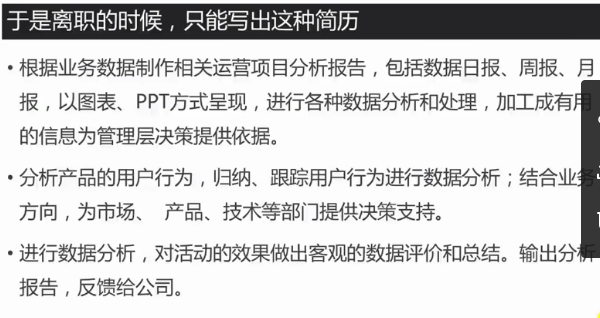 于是离职的时候，只能写出这种简历
•根据业务数据制作相关运营项目分析报告，包括数据日报、周报、月
报，以图表、PPT方式呈现，进行各种数据分析和处理，加工成有用
的信息为管理层决策提供依据。
•分析产品的用户行为，归纳、跟踪用户行为进行数据分析；结合业务
方向，为市场、 产品、技术等部门提供决策支持。
•进行数据分析，对活动的效果做出客观的数据评价和总结。输出分析
报告，反馈给公司。